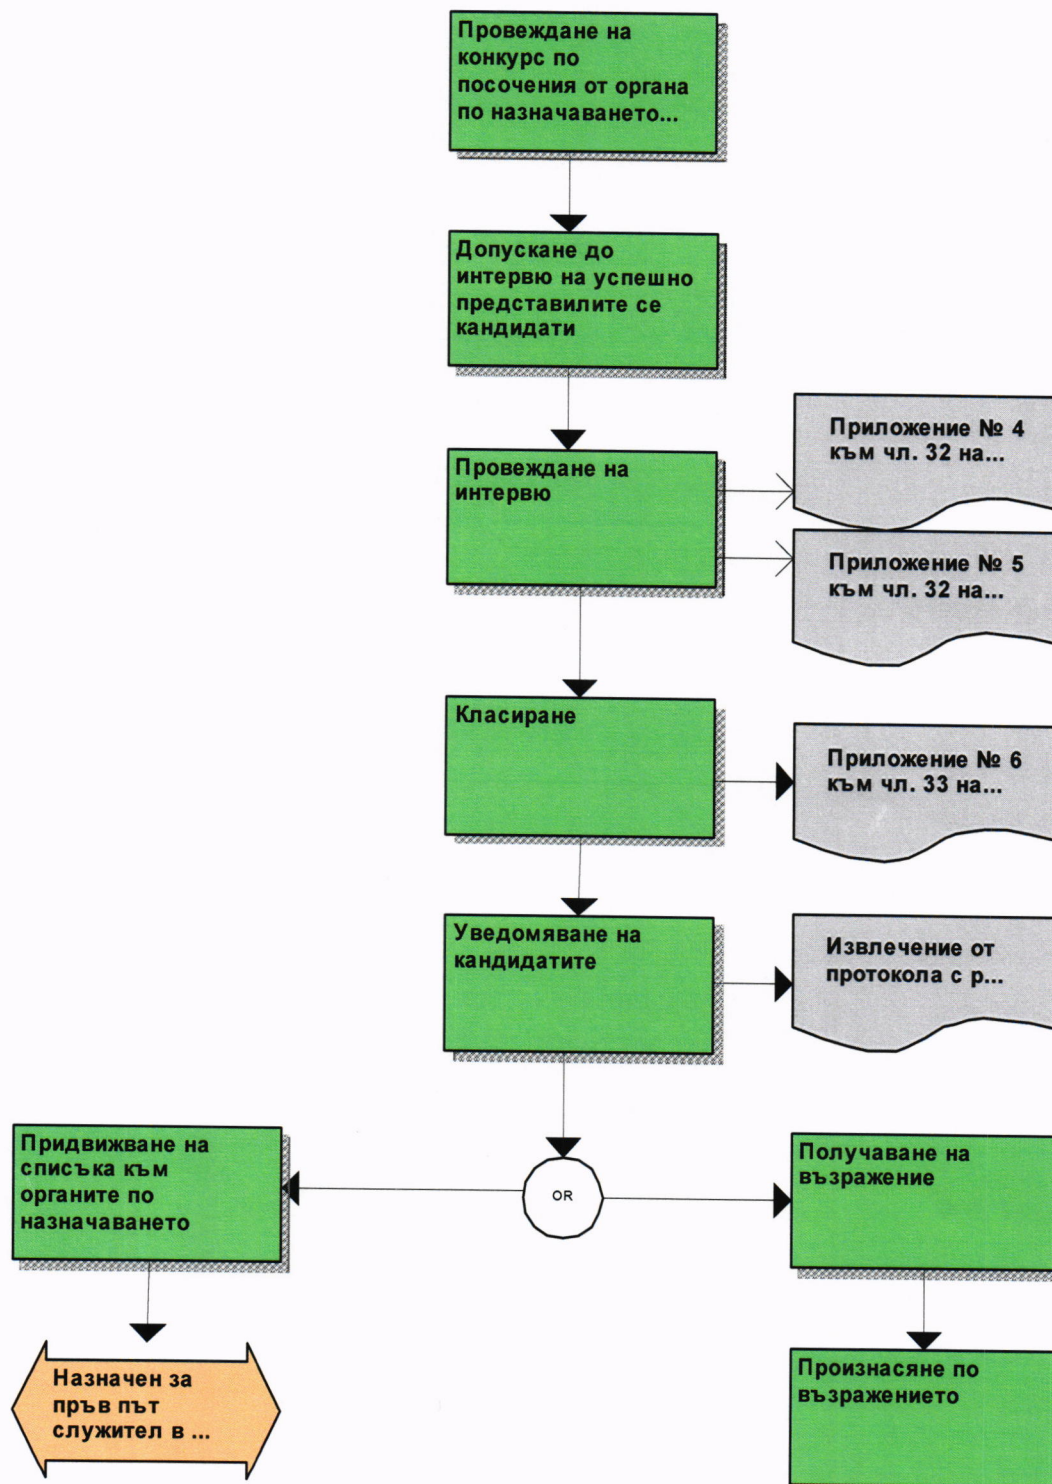 Провеждане на
конкурс по
посочения от органа
по назначаването...
Допускане до
интервю на успешно
представилите се
кандидати
Провеждане на
интервю
Приложение № 4
към чл. 32 на...
Приложение № 5
към чл. 32 на...
Класиране
Приложение № 6
към чл. 33 на...
Уведомяване на
кандидатите
Извлечение от
протокола с р...
Придвижване на
списъка към
органите по
назначаването
OR
Получаване на
възражение
Назначен за
пръв път
служител в ...
Произнасяне по
възражението